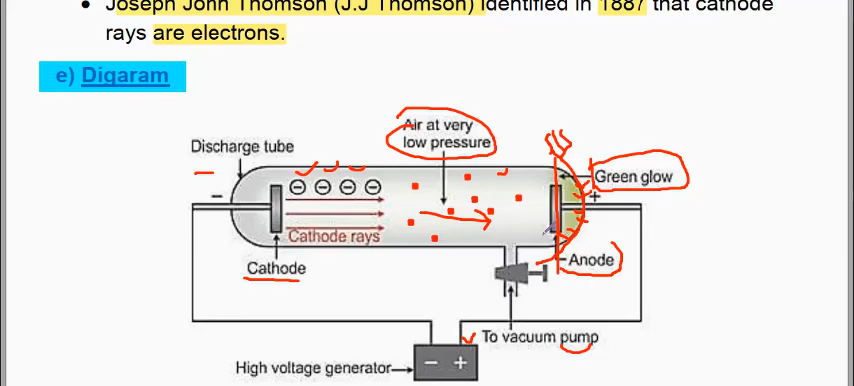 • Joseph John Thomson (J.J Thomson) identified in 1887 that cathode
rays are electrons.
e) Digaram
Air at very
low pressure
Discharge tube
Green glow
−
+
Cathode rays
Cathode
Anode
To vacuum pump
High voltage generator
− +